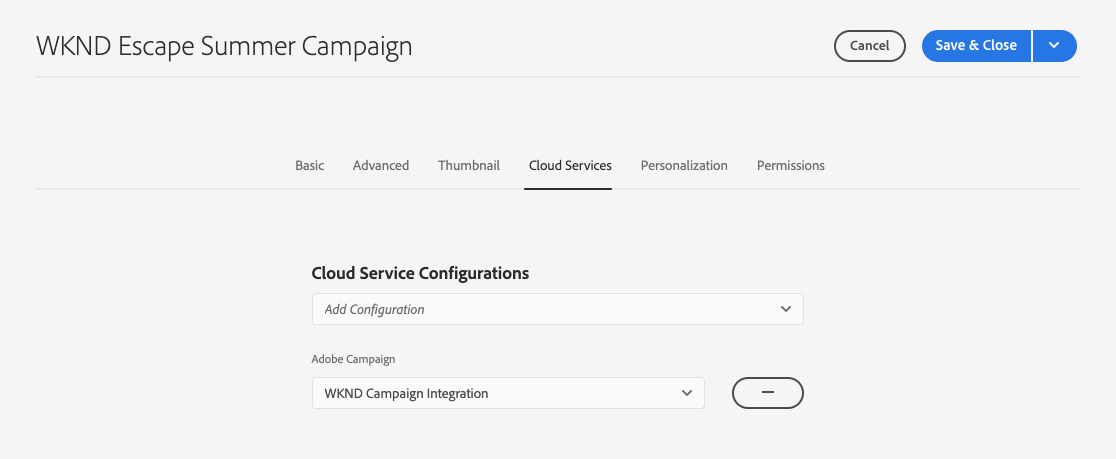 WKND Escape Summer Campaign
Cancel
Save & Close
Basic Advanced Thumbnail Cloud Services Personalization Permissions
Cloud Service Configurations
Add Configuration
Adobe Campaign
WKND Campaign Integration